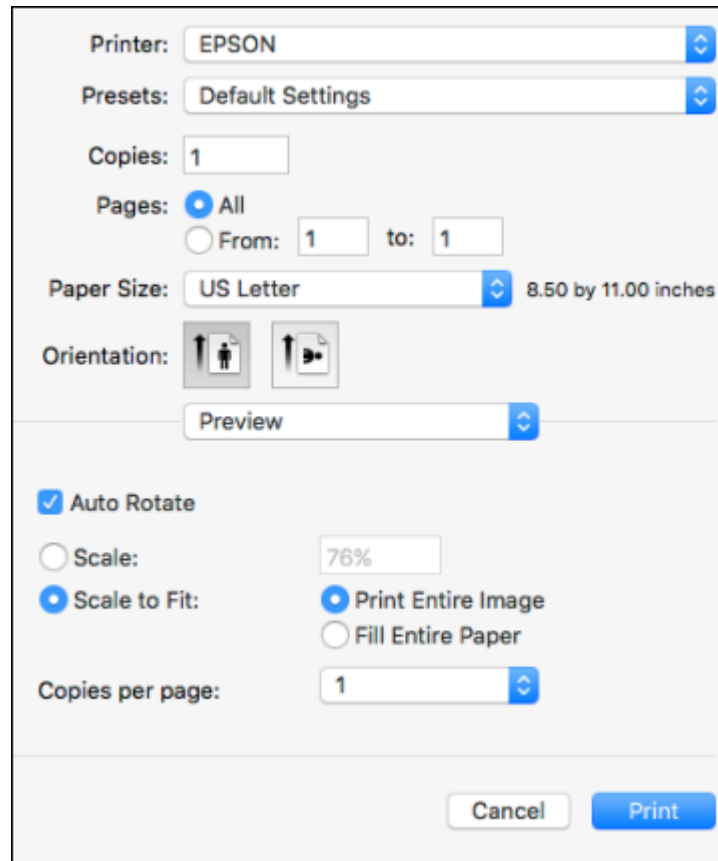 Printer: EPSON
Presets: Default Settings
Copies: 1
Pages: All
From: 1 to: 1
Paper Size: US Letter 8.50 by 11.00 inches
Orientation:
Preview
Auto Rotate
Scale: 76%
Scale to Fit: Print Entire Image
Fill Entire Paper
Copies per page: 1
Cancel Print